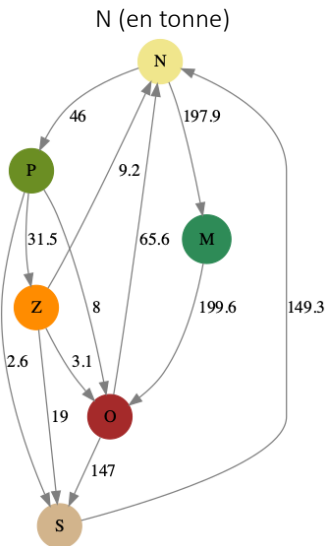 N (en tonne)
N
46
197.9
P
9.2
31.5
65.6
M
Z
8
199.6
149.3
2.6
3.1
19
O
147
S